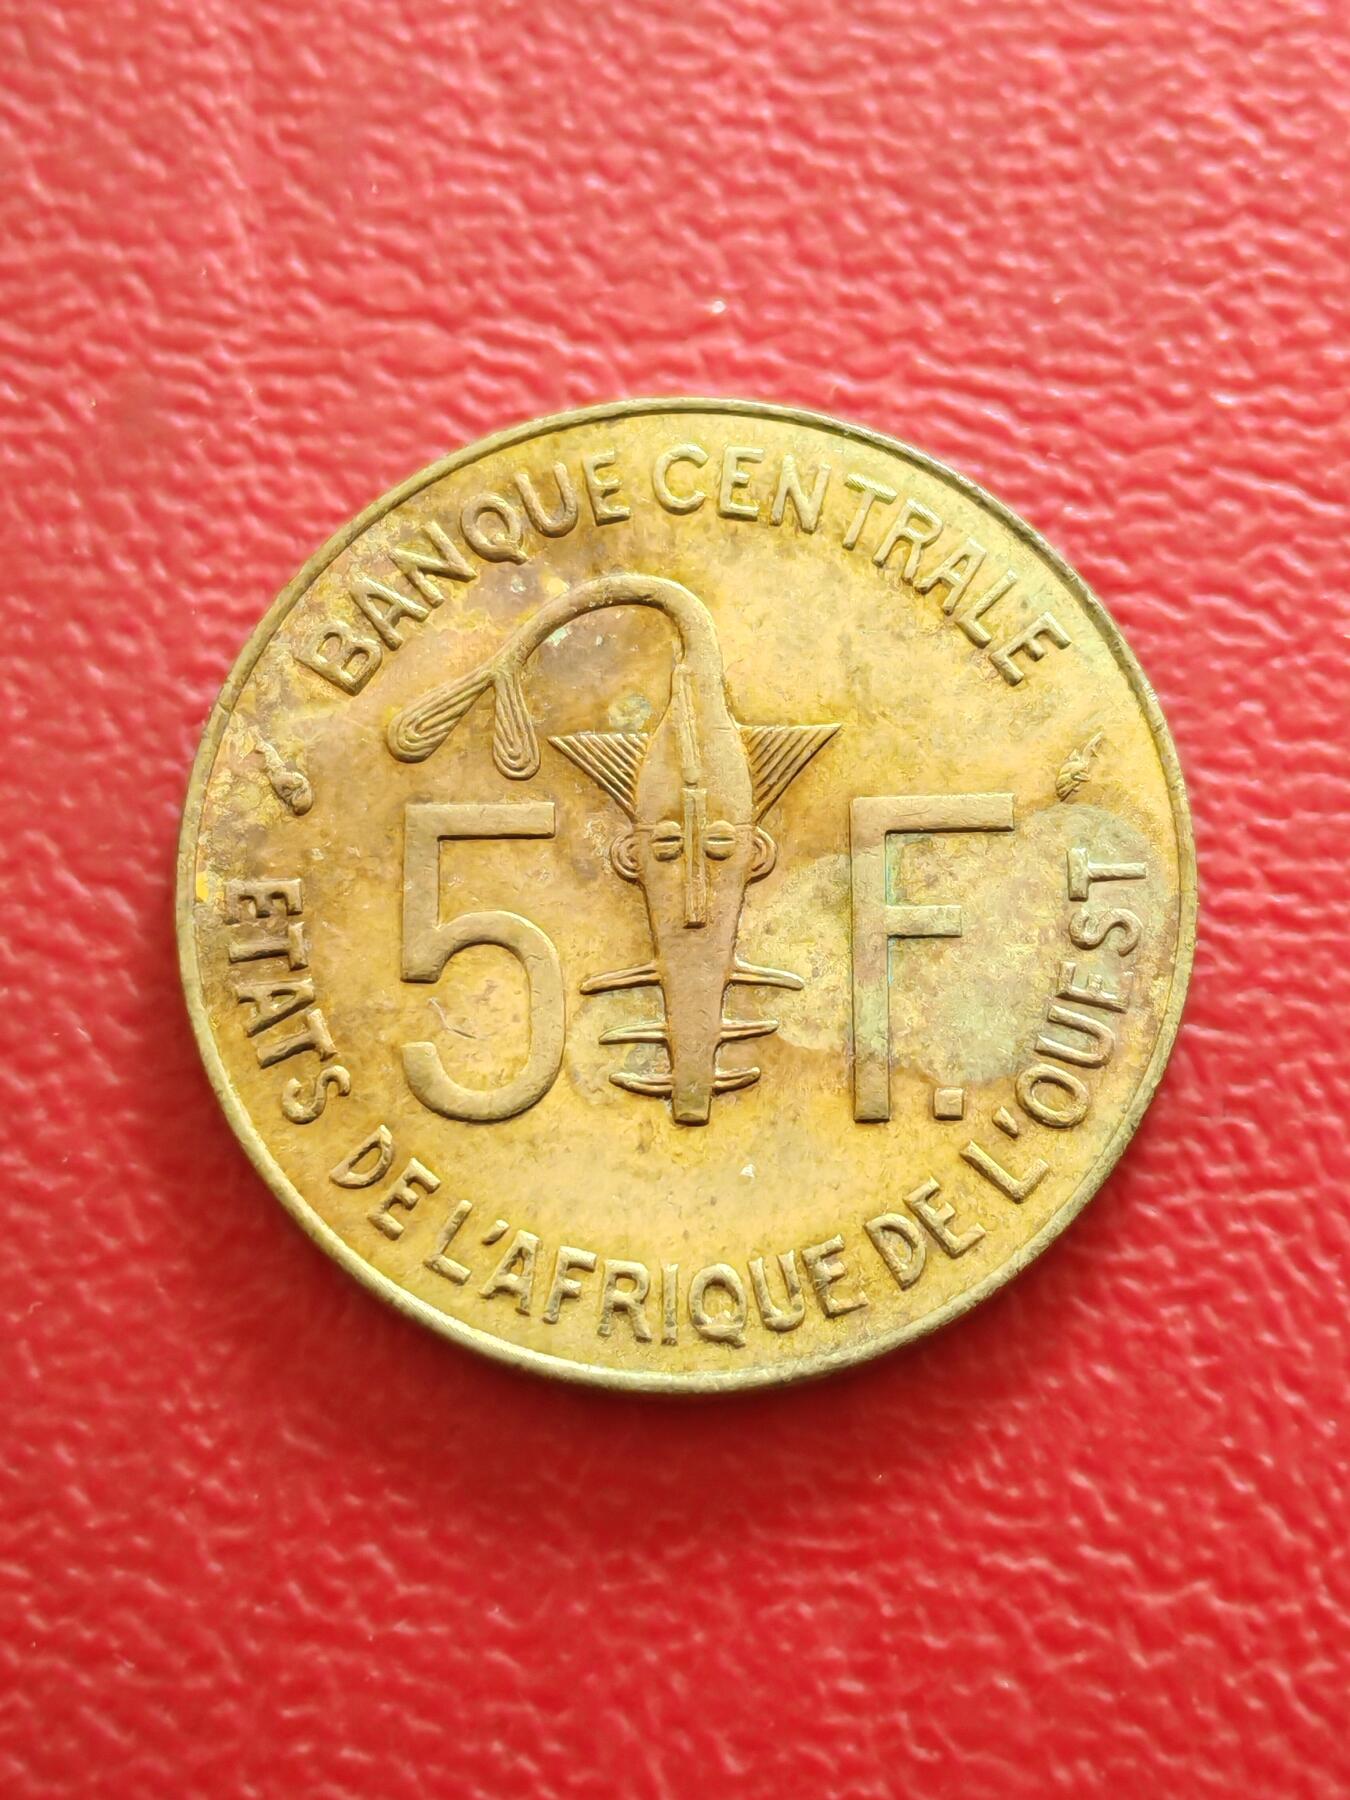 BANQUE CENTRALE
5 F.
ETATS DE L'AFRIQUE DE L'OUEST